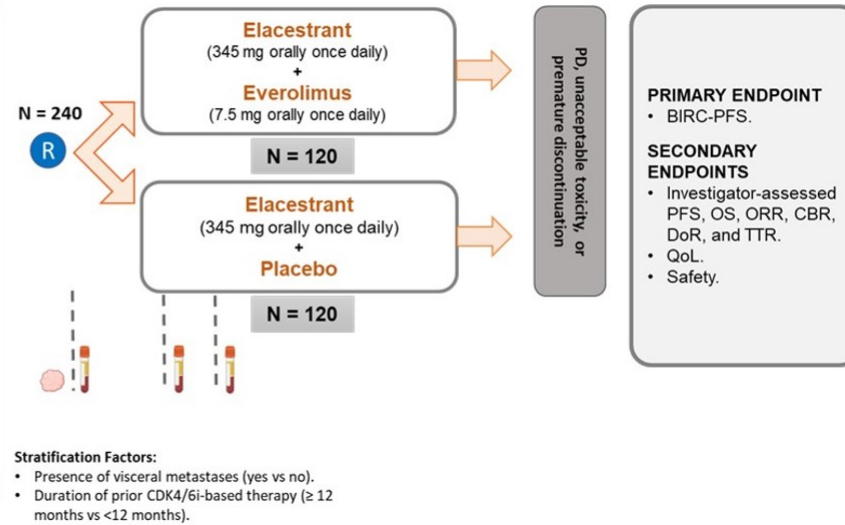 N = 240
R
Elacestrant
(345 mg orally once daily)
+
Everolimus
(7.5 mg orally once daily)
N = 120
Elacestrant
(345 mg orally once daily)
+
Placebo
N = 120
PD, unacceptable toxicity, or
premature discontinuation
PRIMARY ENDPOINT
• BIRC-PFS.
SECONDARY
ENDPOINTS
• Investigator-assessed
PFS, OS, ORR, CBR,
DoR, and TTR.
• QoL.
• Safety.
Stratification Factors:
• Presence of visceral metastases (yes vs no).
• Duration of prior CDK4/6i-based therapy (≥ 12
months vs <12 months).